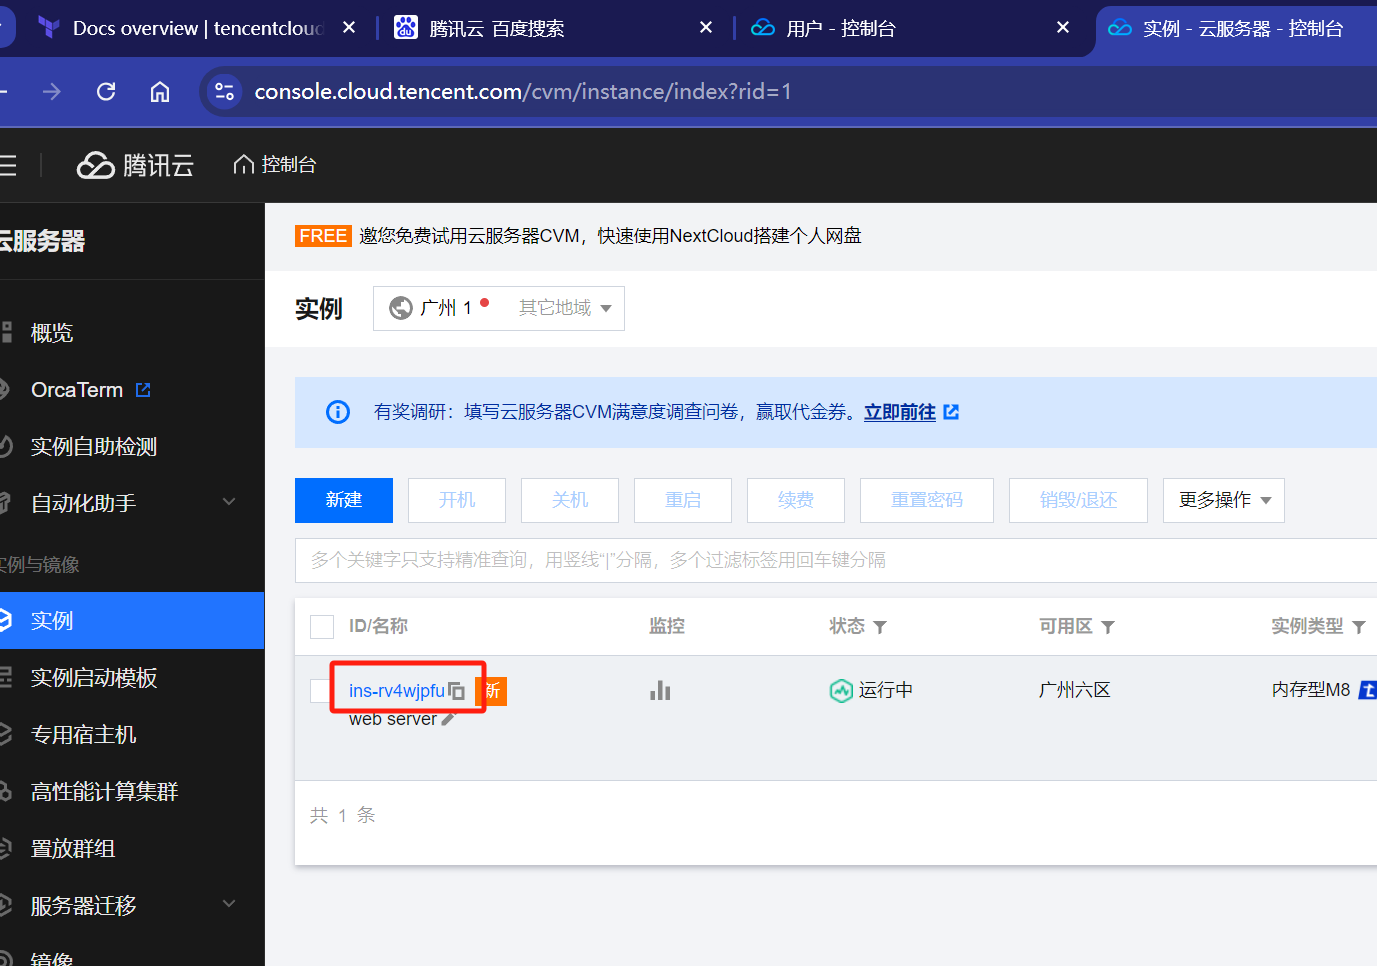 Docs overview | tencentcloud
腾讯云_百度搜索
用户 - 控制台
实例 - 云服务器 - 控制台
console.cloud.tencent.com/cvm/instance/index?rid=1
腾讯云
控制台
云服务器
概览
OrcaTerm
实例自助检测
自动化助手
实例与镜像
实例
实例启动模板
专用宿主机
高性能计算集群
置放群组
服务器迁移
镜像
FREE 邀您免费试用云服务器CVM，快速使用NextCloud搭建个人网盘
实例
广州 1
其它地域
有奖调研：填写云服务器CVM满意度调查问卷，赢取代金券。立即前往
新建
开机
关机
重启
续费
重置密码
销毁/退还
更多操作
多个关键字只支持精准查询，用竖线“|”分隔，多个过滤标签用回车键分隔
ID/名称
监控
状态
可用区
实例类型
ins-rv4wjpfu
新
运行中
广州六区
内存型M8
web server
共 1 条